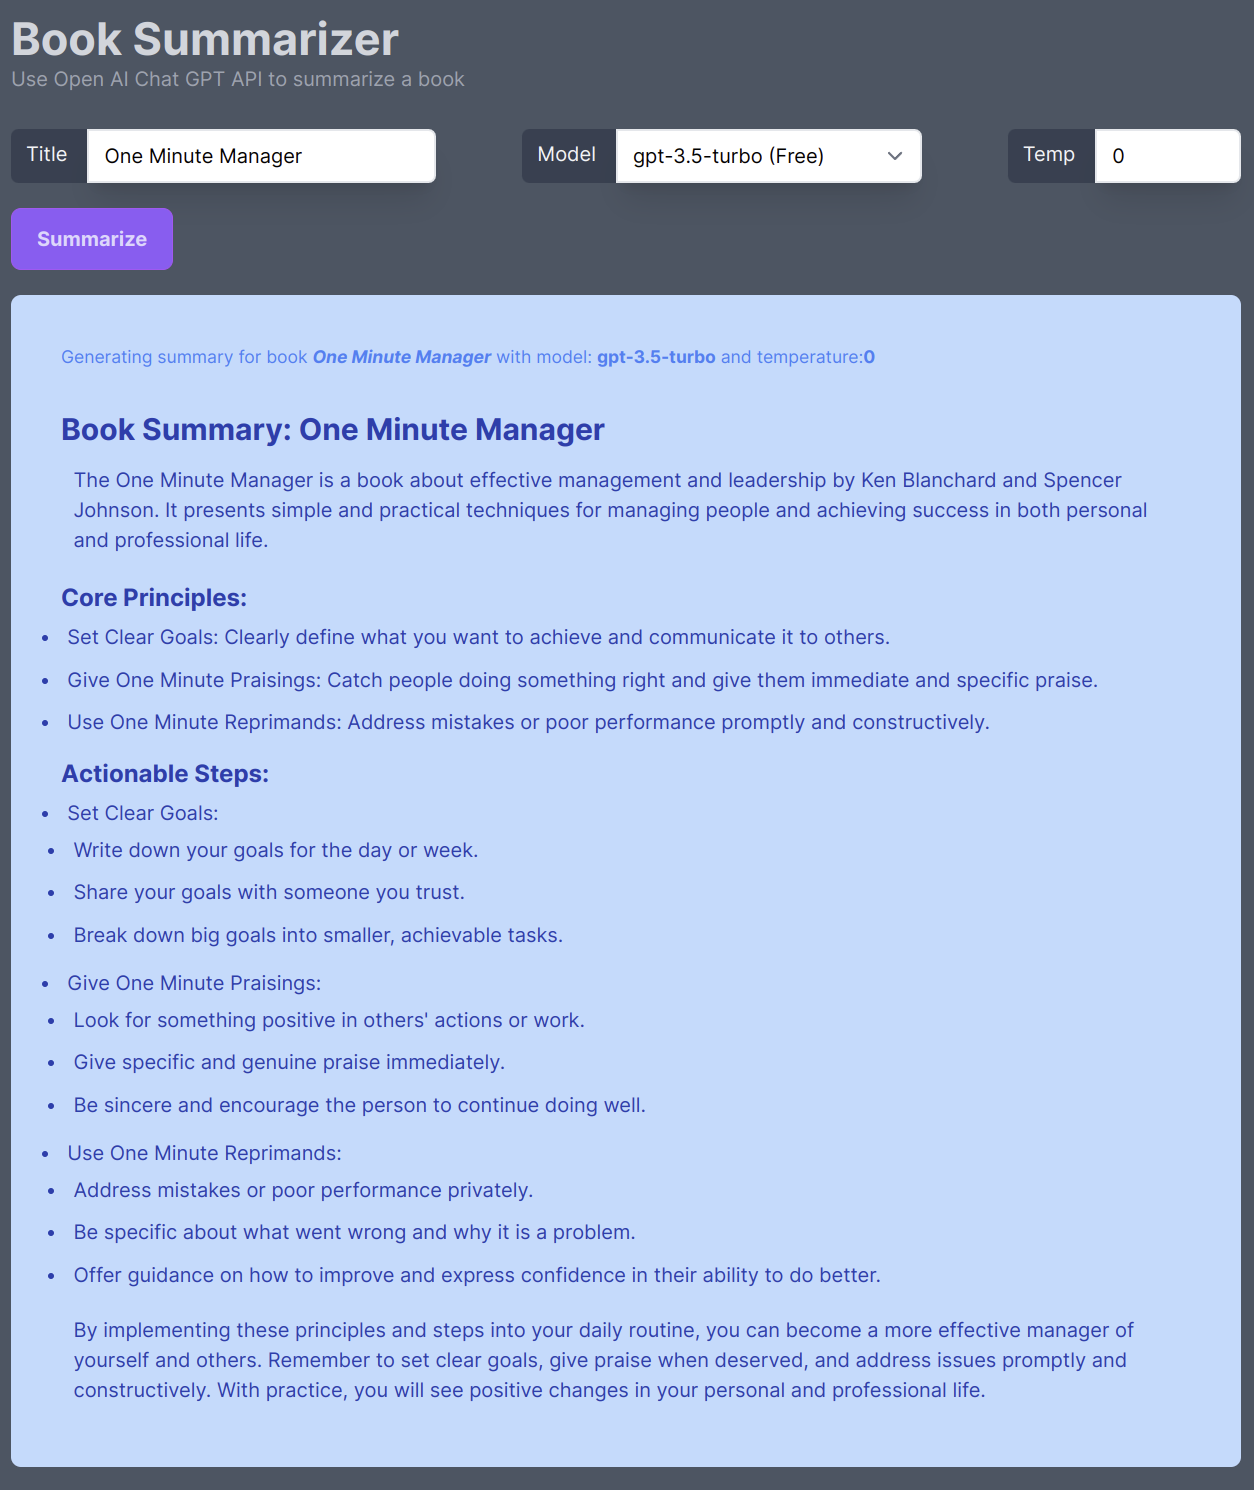 Book Summarizer
Use Open AI Chat GPT API to summarize a book
Title One Minute Manager Model gpt-3.5-turbo (Free) Temp 0
Summarize
Generating summary for book One Minute Manager with model: gpt-3.5-turbo and temperature:0
Book Summary: One Minute Manager
The One Minute Manager is a book about effective management and leadership by Ken Blanchard and Spencer
Johnson. It presents simple and practical techniques for managing people and achieving success in both personal
and professional life.
Core Principles:
• Set Clear Goals: Clearly define what you want to achieve and communicate it to others.
• Give One Minute Praisings: Catch people doing something right and give them immediate and specific praise.
• Use One Minute Reprimands: Address mistakes or poor performance promptly and constructively.
Actionable Steps:
• Set Clear Goals:
• Write down your goals for the day or week.
• Share your goals with someone you trust.
• Break down big goals into smaller, achievable tasks.
• Give One Minute Praisings:
• Look for something positive in others' actions or work.
• Give specific and genuine praise immediately.
• Be sincere and encourage the person to continue doing well.
• Use One Minute Reprimands:
• Address mistakes or poor performance privately.
• Be specific about what went wrong and why it is a problem.
• Offer guidance on how to improve and express confidence in their ability to do better.
By implementing these principles and steps into your daily routine, you can become a more effective manager of
yourself and others. Remember to set clear goals, give praise when deserved, and address issues promptly and
constructively. With practice, you will see positive changes in your personal and professional life.